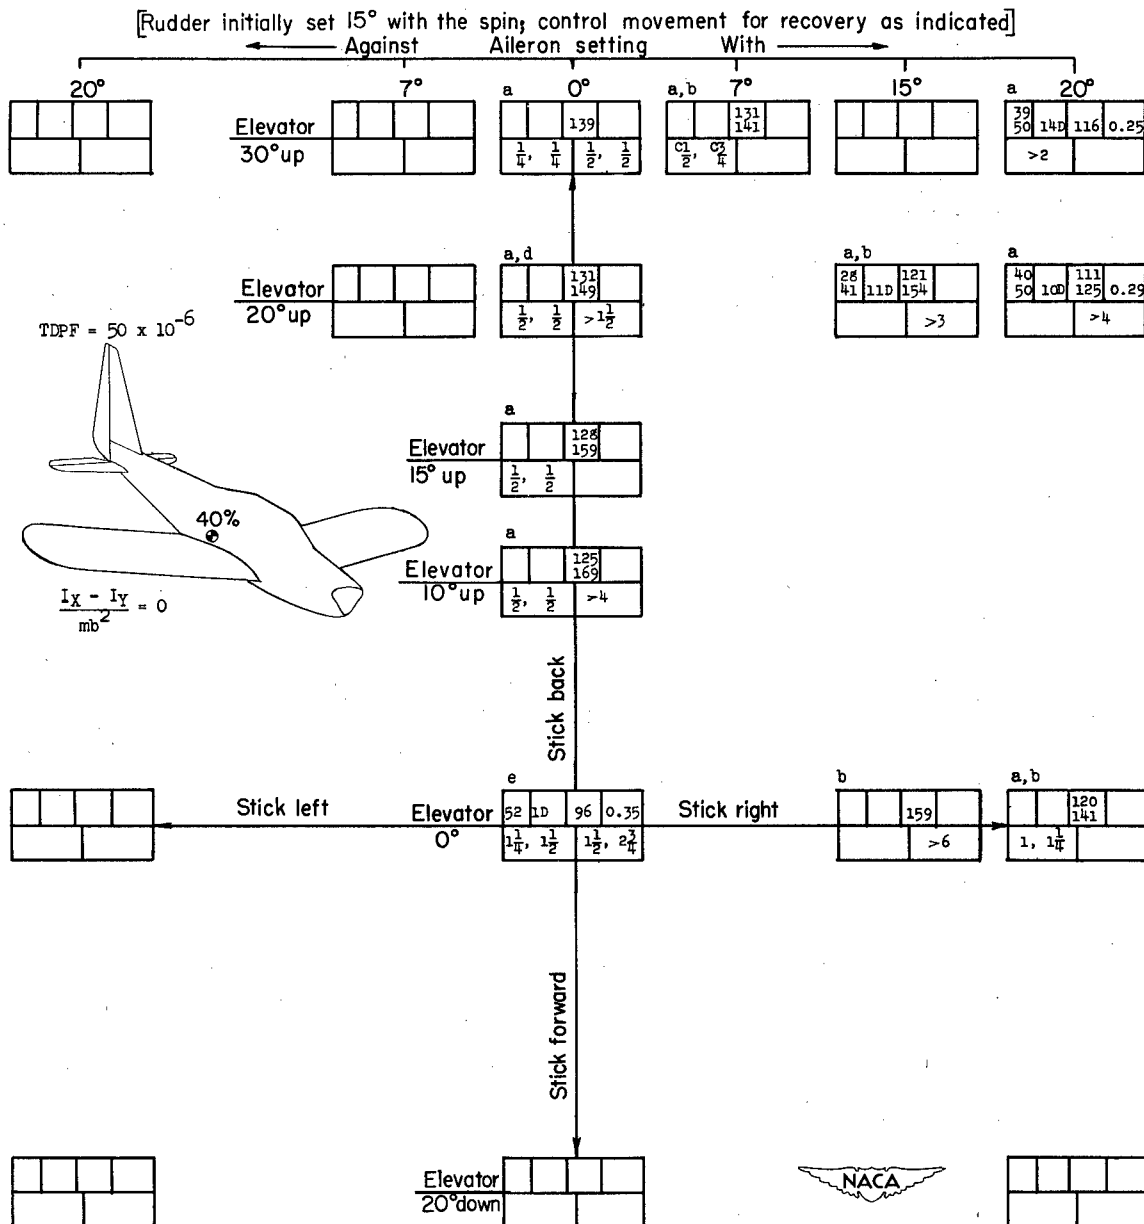 [Rudder initially set 15° with the spin; control movement for recovery as indicated]
Against Aileron setting With
20° 7° 0° 7° 15° 20°
a a,b a
Elevator
30° up
139
1/4, 1/4 1/2, 1/2
131
141
c1/2, c3/4
39
50 14D 116 0.25
>2
a,d a,b a
Elevator
20° up
131
149
1/2, 1/2 >1 1/2
28
41 11D 121
154
>3
40
50 10D 111
125 0.29
>4
TDPF = 50 x 10^-6
a
Elevator
15° up
128
159
1/2, 1/2
40%
a
Elevator
10° up
125
169
1/2, 1/2 >4
I_X - I_Y
mb^2 = 0
Stick back
e b a,b
Stick left
Elevator
0°
52 1D 96 0.35
1 1/4, 1 1/2 1 1/2, 2 3/4
Stick right
159
>6
120
141
1, 1 1/4
Stick forward
Elevator
20° down
NACA